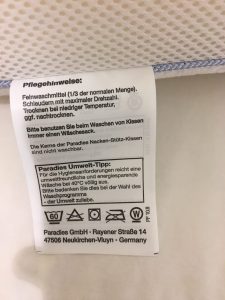 Pflegehinweise:
Feinwaschmittel (1/3 der normalen Menge).
Schleudern mit maximaler Drehzahl.
Trocknen bei niedriger Temperatur,
ggf. nachtrocknen.
Bitte benutzen Sie beim Waschen von Kissen
immer einen Wäschesack.
Die Kerne der Paradies Necken-Stütz-Kissen
sind nicht waschbar.
Paradies Umwelt-Tipp:
Für die Hygieneanforderungen reicht eine
umweltfreundliche und energiesparende
Wäsche bei 40°C völlig aus.
Bitte bedenken Sie dies bei der Wahl des
Waschprogramms
- der Umwelt zuliebe.
60
PF 938
Paradies GmbH · Rayener Straße 14
47506 Neukirchen-Vluyn · Germany